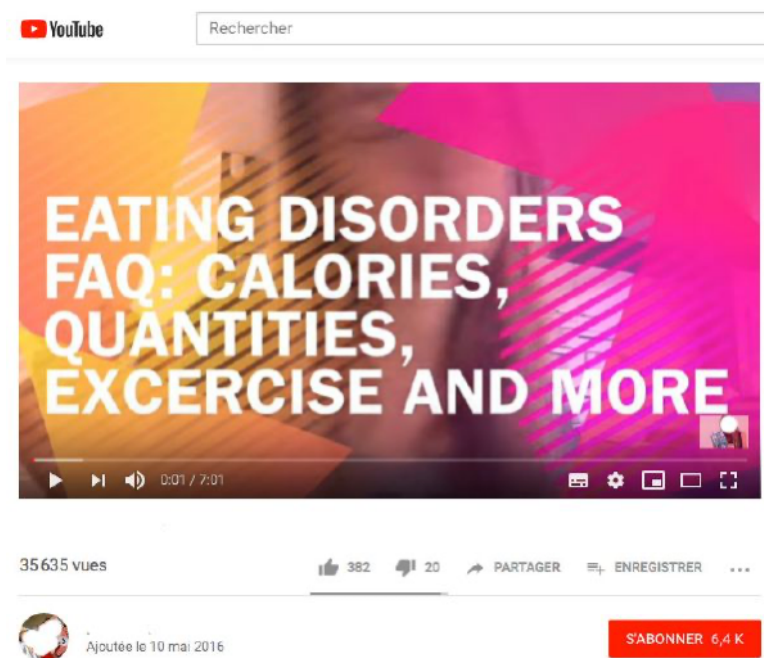 YouTube
Rechercher
EATING DISORDERS
FAQ: CALORIES,
QUANTITIES,
EXCERCISE AND MORE
0:01 / 7:01
35 635 vues
382
20
PARTAGER
ENREGISTRER
Ajoutée le 10 mai 2016
S'ABONNER 6,4 K